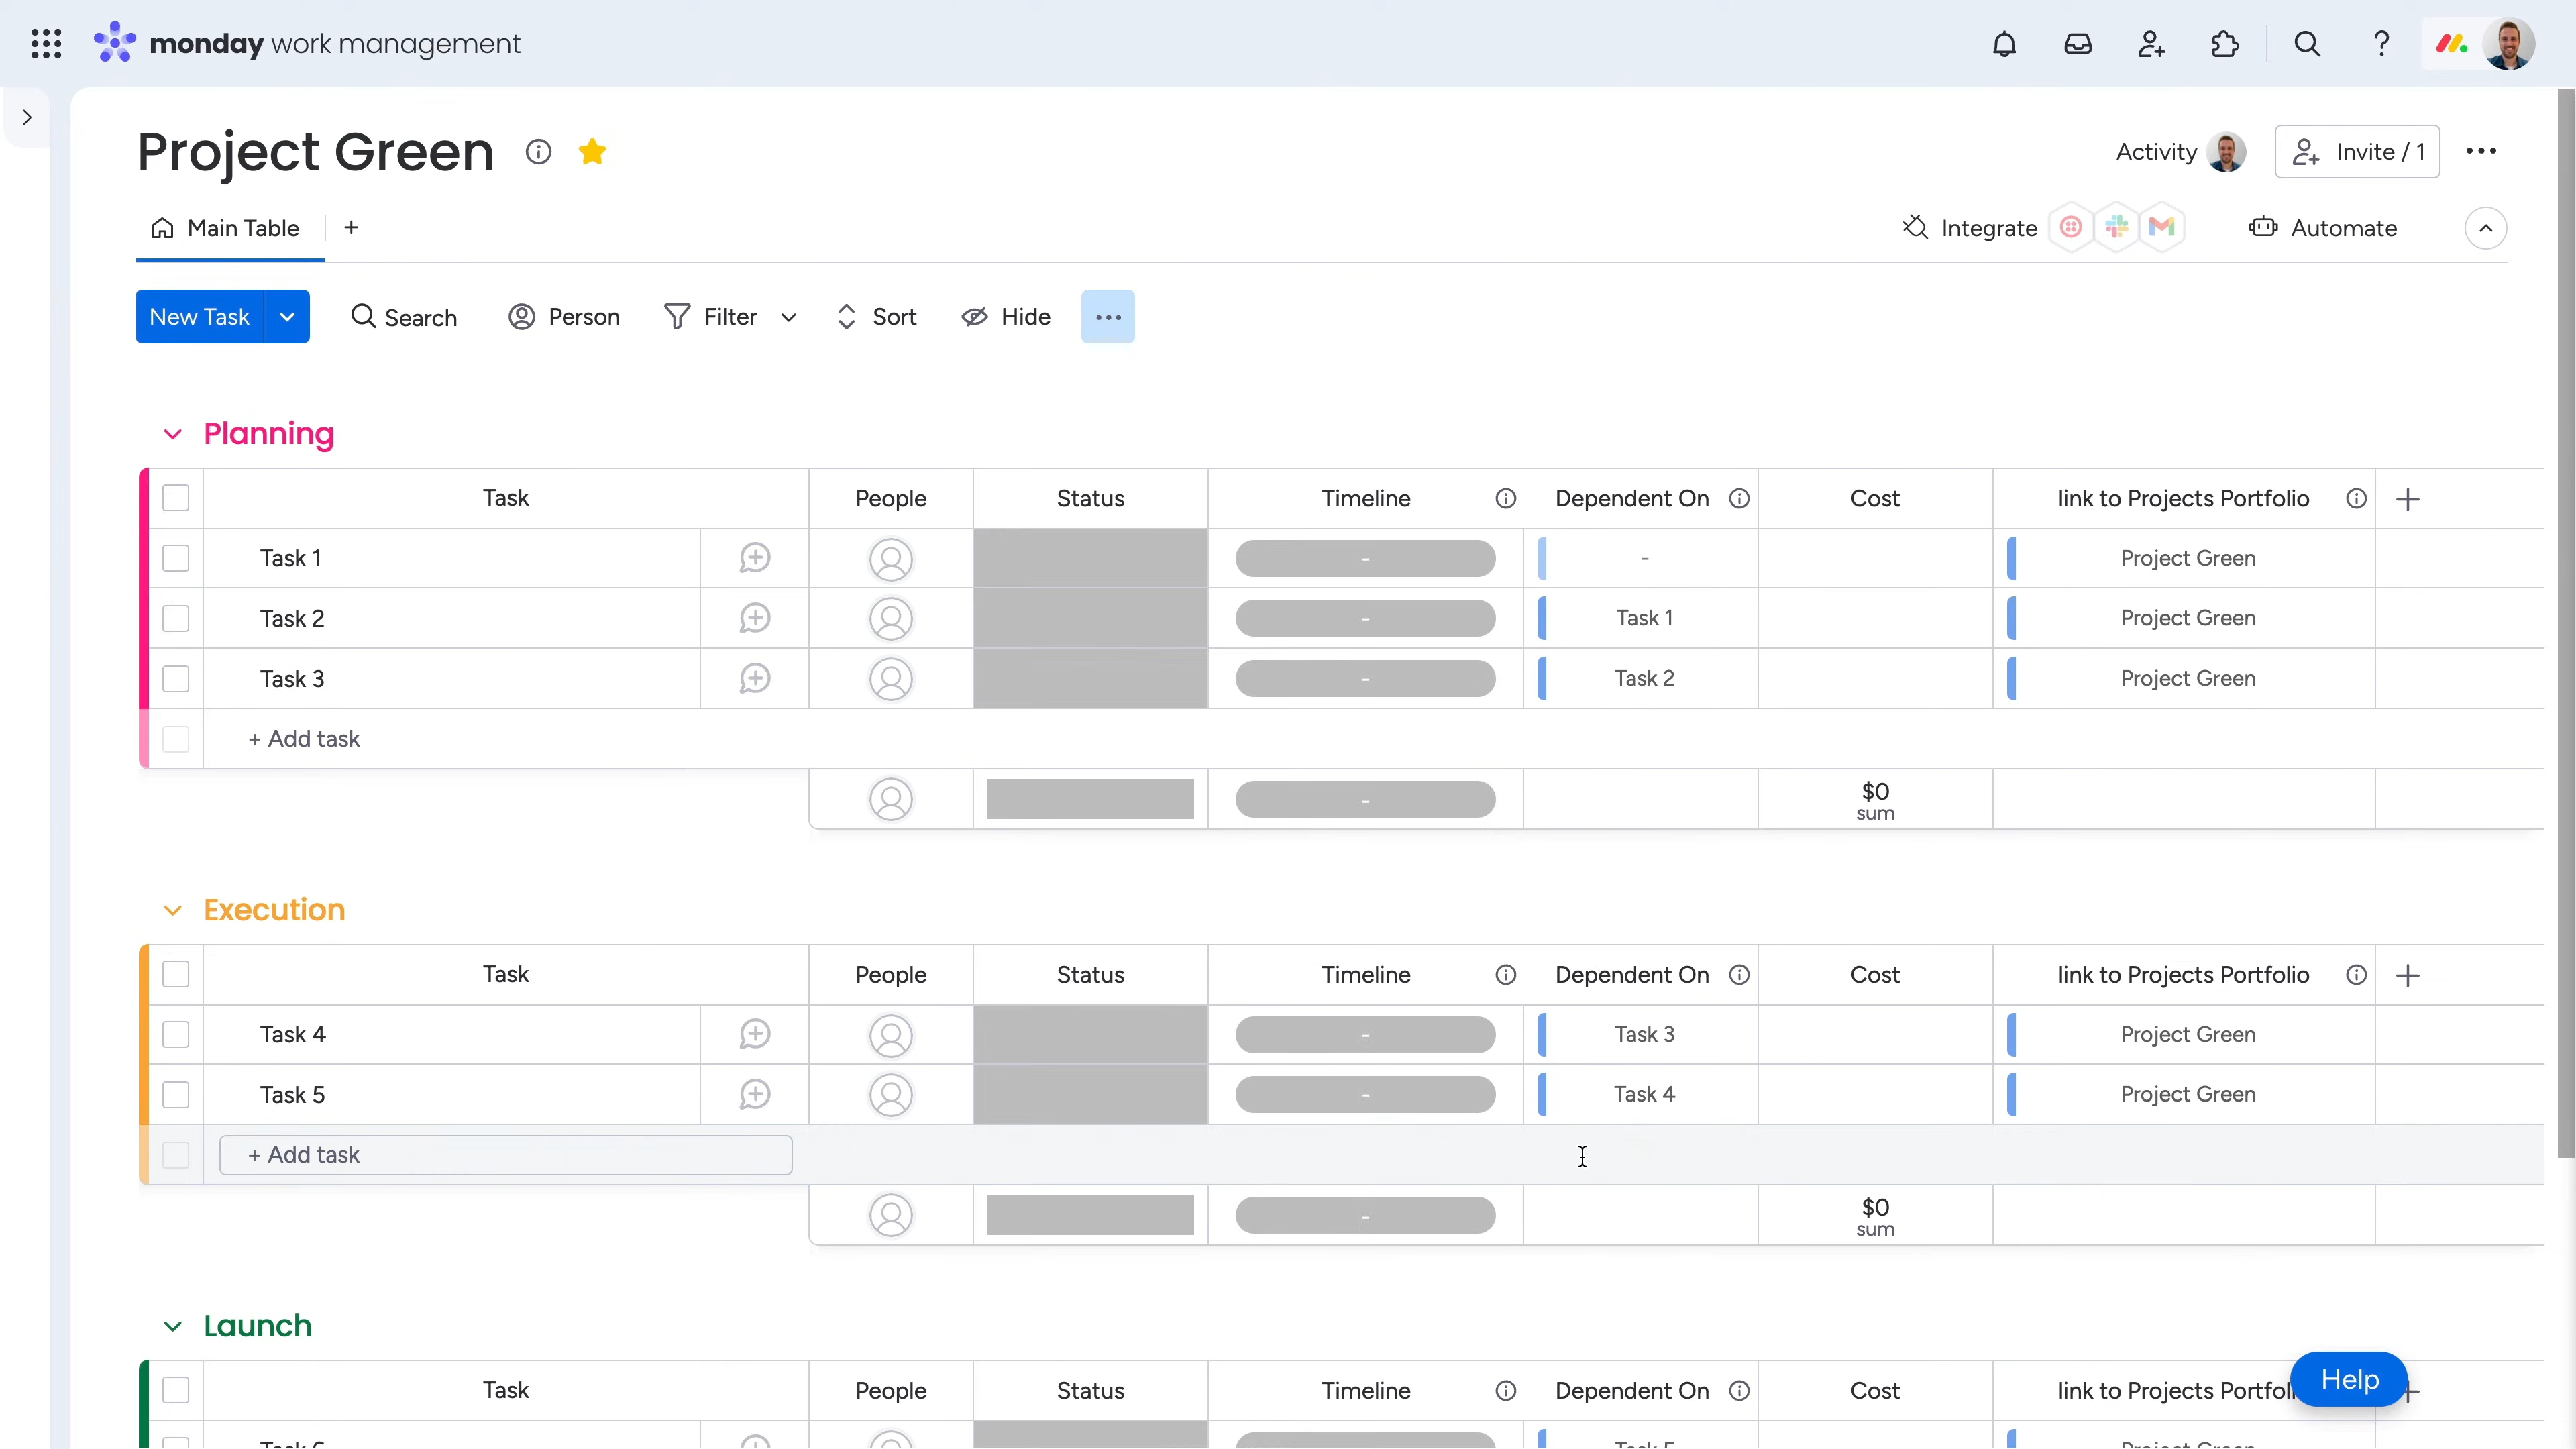 monday work management
Project Green
Activity
Invite / 1
Main Table
+
Integrate
Automate
New Task
Search
Person
Filter
Sort
Hide
Planning
Task People Status Timeline Dependent On Cost link to Projects Portfolio
Task 1 - - Project Green
Task 2 - Task 1 Project Green
Task 3 - Task 2 Project Green
+ Add task
- $0
sum
Execution
Task People Status Timeline Dependent On Cost link to Projects Portfolio
Task 4 - Task 3 Project Green
Task 5 - Task 4 Project Green
+ Add task
- $0
sum
Launch
Task People Status Timeline Dependent On Cost link to Projects
Help